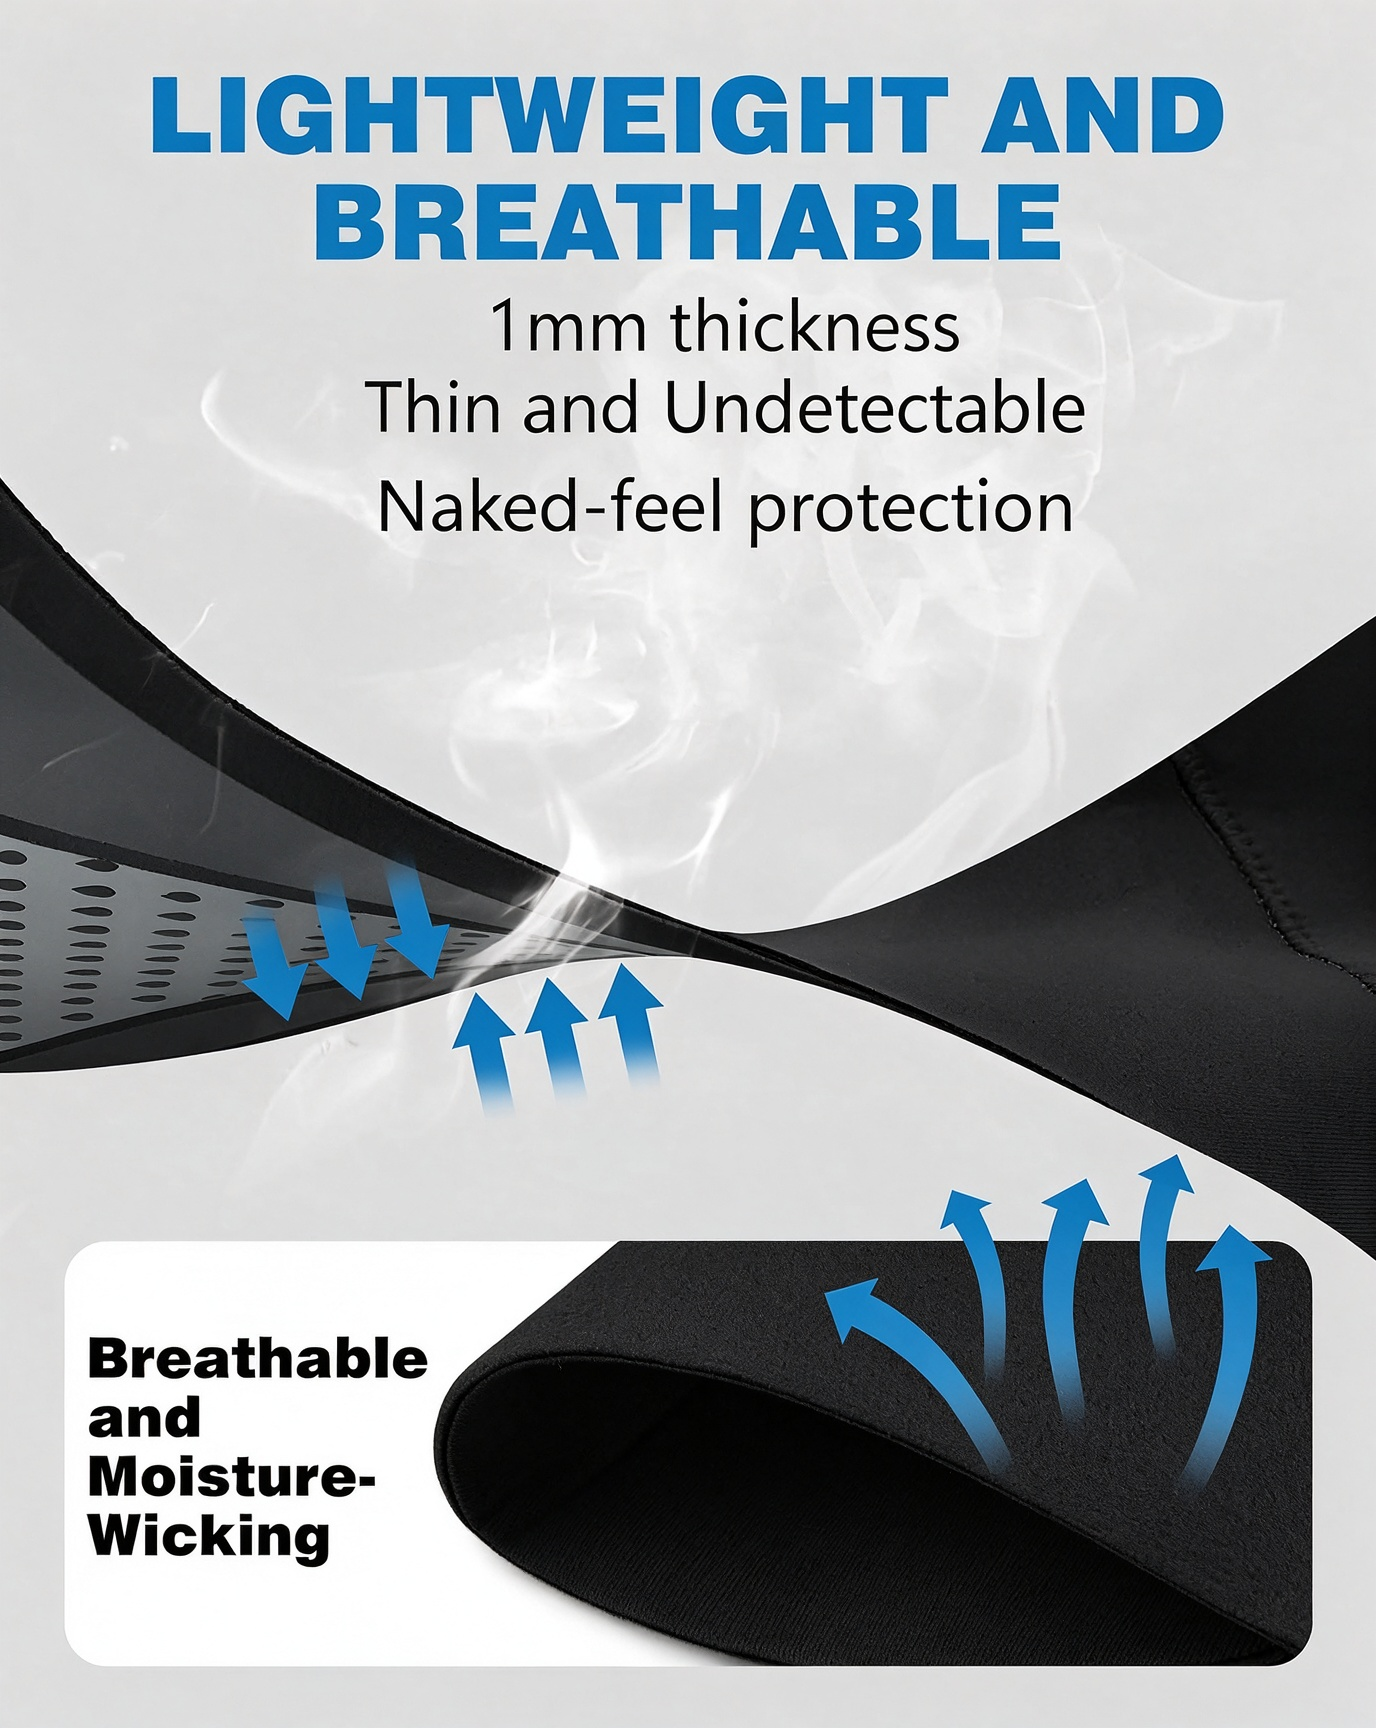 LIGHTWEIGHT AND
BREATHABLE
1mm thickness
Thin and Undetectable
Naked-feel protection
Breathable
and
Moisture-
Wicking